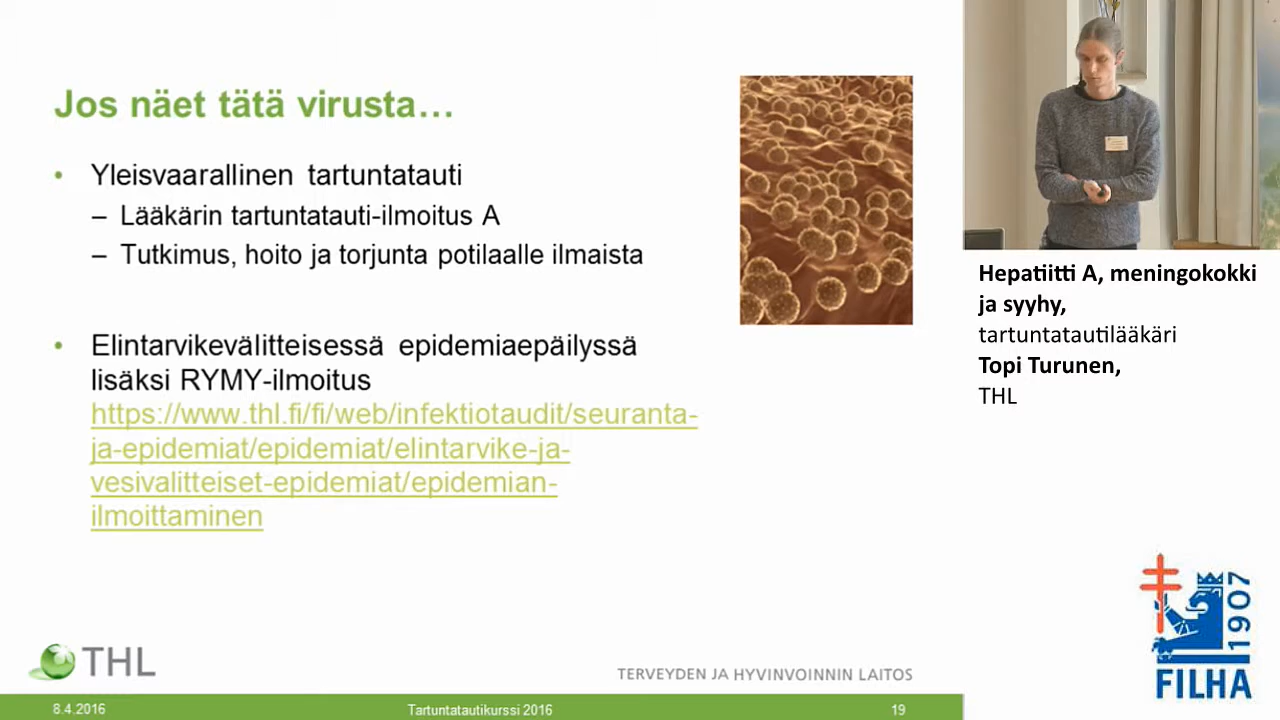 Jos näet tätä virusta…
• Yleisvaarallinen tartuntatauti
– Lääkärin tartuntatauti-ilmoitus A
– Tutkimus, hoito ja torjunta potilaalle ilmaista
• Elintarvikevälitteisessä epidemiaepäilyssä
lisäksi RYMY-ilmoitus
https://www.thl.fi/fi/web/infektiotaudit/seuranta-
ja-epidemiat/epidemiat/elintarvike-ja-
vesivalitteiset-epidemiat/epidemian-
ilmoittaminen
THL
TERVEYDEN JA HYVINVOINNIN LAITOS
8.4.2016
Tartuntatautikurssi 2016
19
Hepatiitti A, meningokokki
ja syyhy,
tartuntatautilääkäri
Topi Turunen,
THL
1907
FILHA